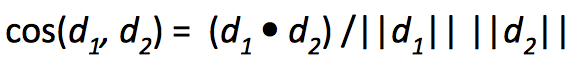 cos(d₁, d₂) = (d₁ • d₂) /||d₁|| ||d₂||